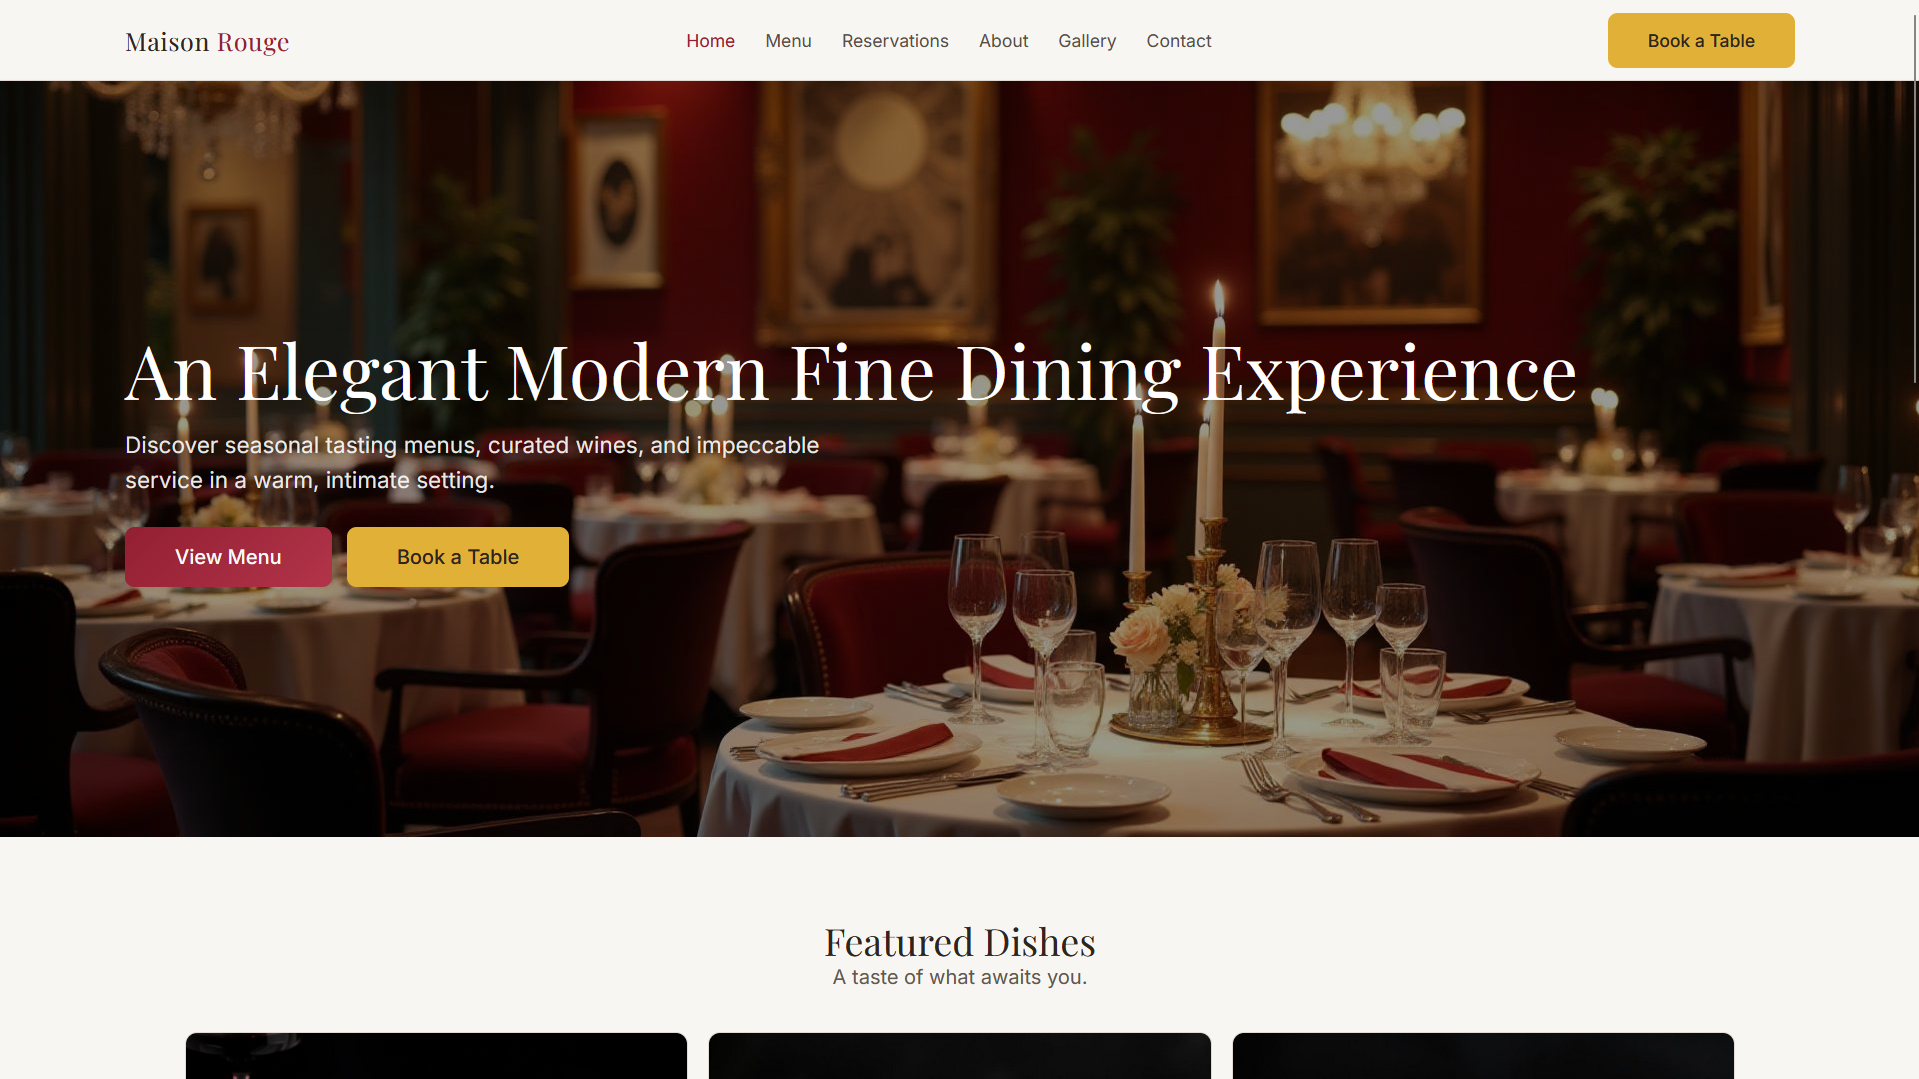 Maison Rouge
Home
Menu
Reservations
About
Gallery
Contact
Book a Table
An Elegant Modern Fine Dining Experience
Discover seasonal tasting menus, curated wines, and impeccable
service in a warm, intimate setting.
View Menu
Book a Table
Featured Dishes
A taste of what awaits you.